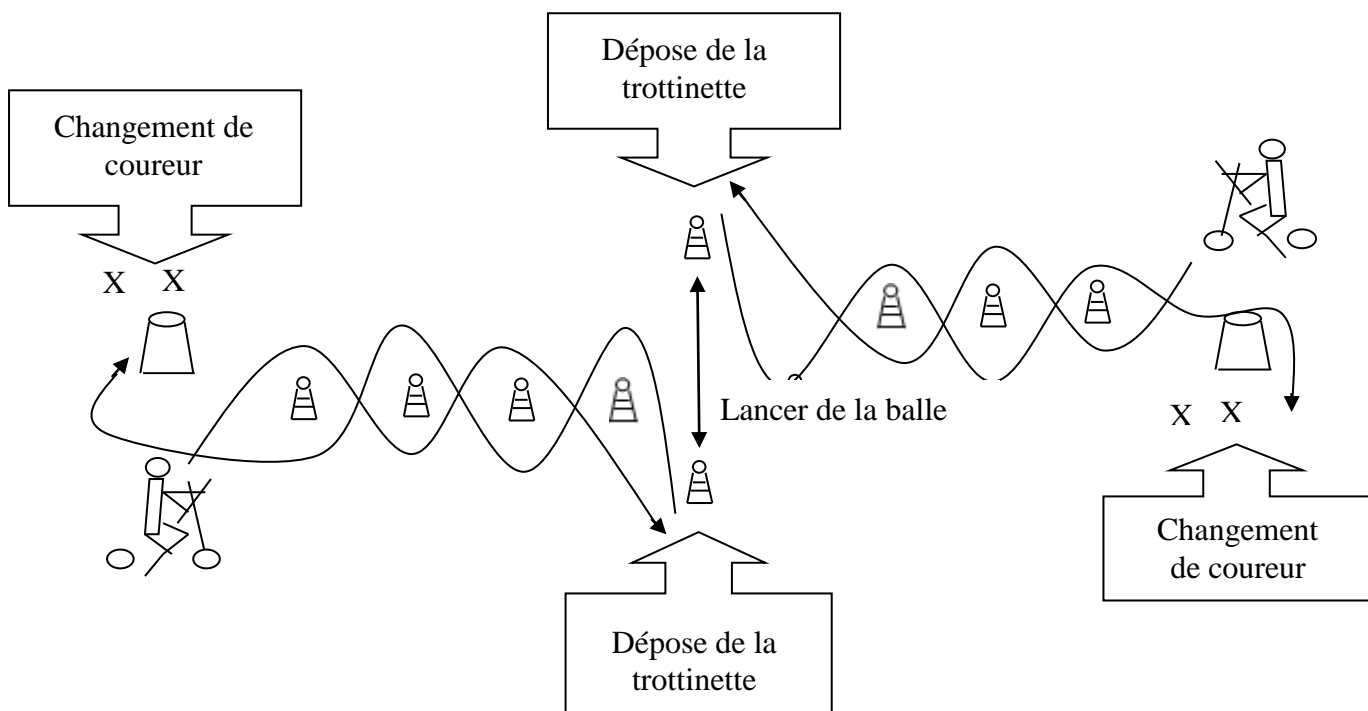 Dépose de la
trottinette
Changement de
coureur
X X
Lancer de la balle
X X
Changement
de coureur
Dépose de la
trottinette